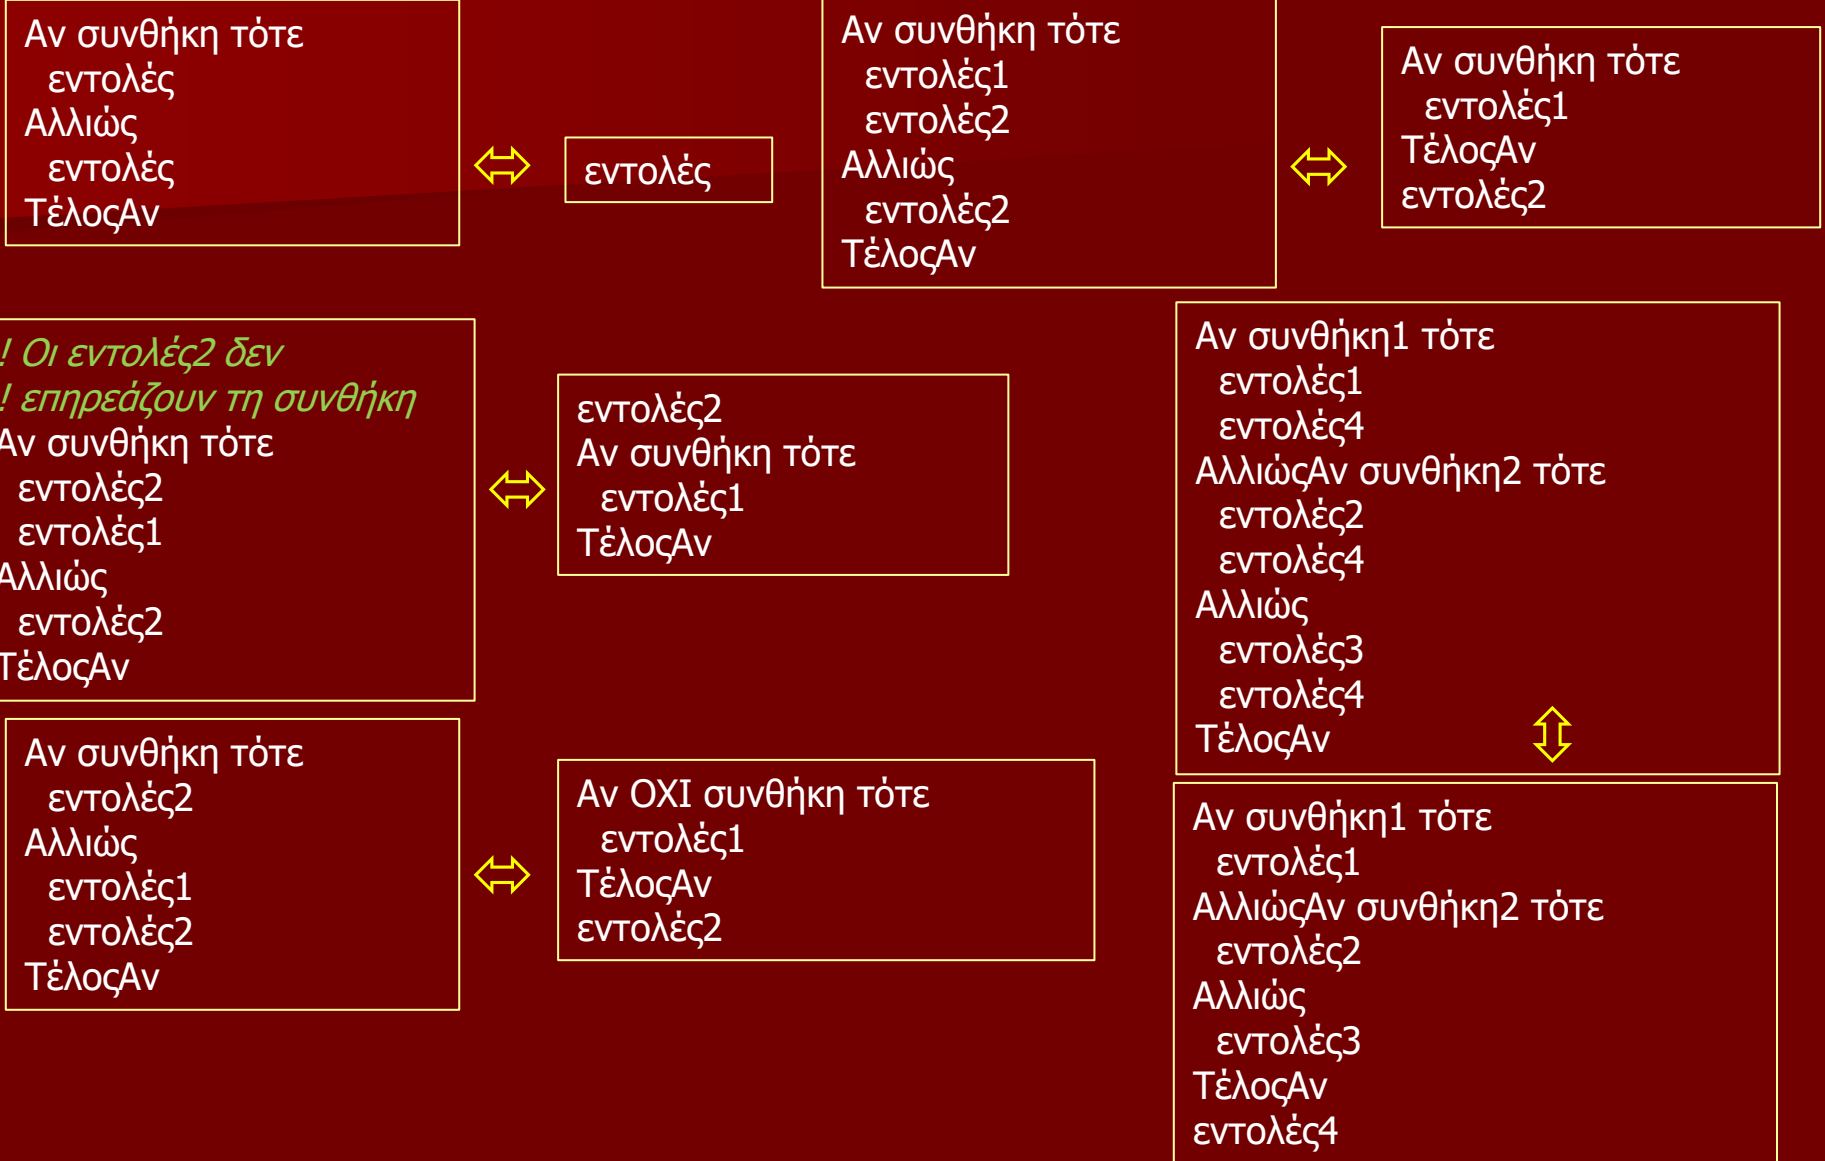 Αν συνθήκη τότε
εντολές
Αλλιώς
εντολές
ΤέλοςΑν
εντολές
Αν συνθήκη τότε
εντολές1
εντολές2
Αλλιώς
εντολές2
ΤέλοςΑν
Αν συνθήκη τότε
εντολές1
ΤέλοςΑν
εντολές2
! Οι εντολές2 δεν
! επηρεάζουν τη συνθήκη
Αν συνθήκη τότε
εντολές2
εντολές1
Αλλιώς
εντολές2
ΤέλοςΑν
εντολές2
Αν συνθήκη τότε
εντολές1
ΤέλοςΑν
Αν συνθήκη1 τότε
εντολές1
εντολές4
ΑλλιώςΑν συνθήκη2 τότε
εντολές2
εντολές4
Αλλιώς
εντολές3
εντολές4
ΤέλοςΑν
Αν συνθήκη τότε
εντολές2
Αλλιώς
εντολές1
εντολές2
ΤέλοςΑν
Αν ΟΧΙ συνθήκη τότε
εντολές1
ΤέλοςΑν
εντολές2
Αν συνθήκη1 τότε
εντολές1
ΑλλιώςΑν συνθήκη2 τότε
εντολές2
Αλλιώς
εντολές3
ΤέλοςΑν
εντολές4